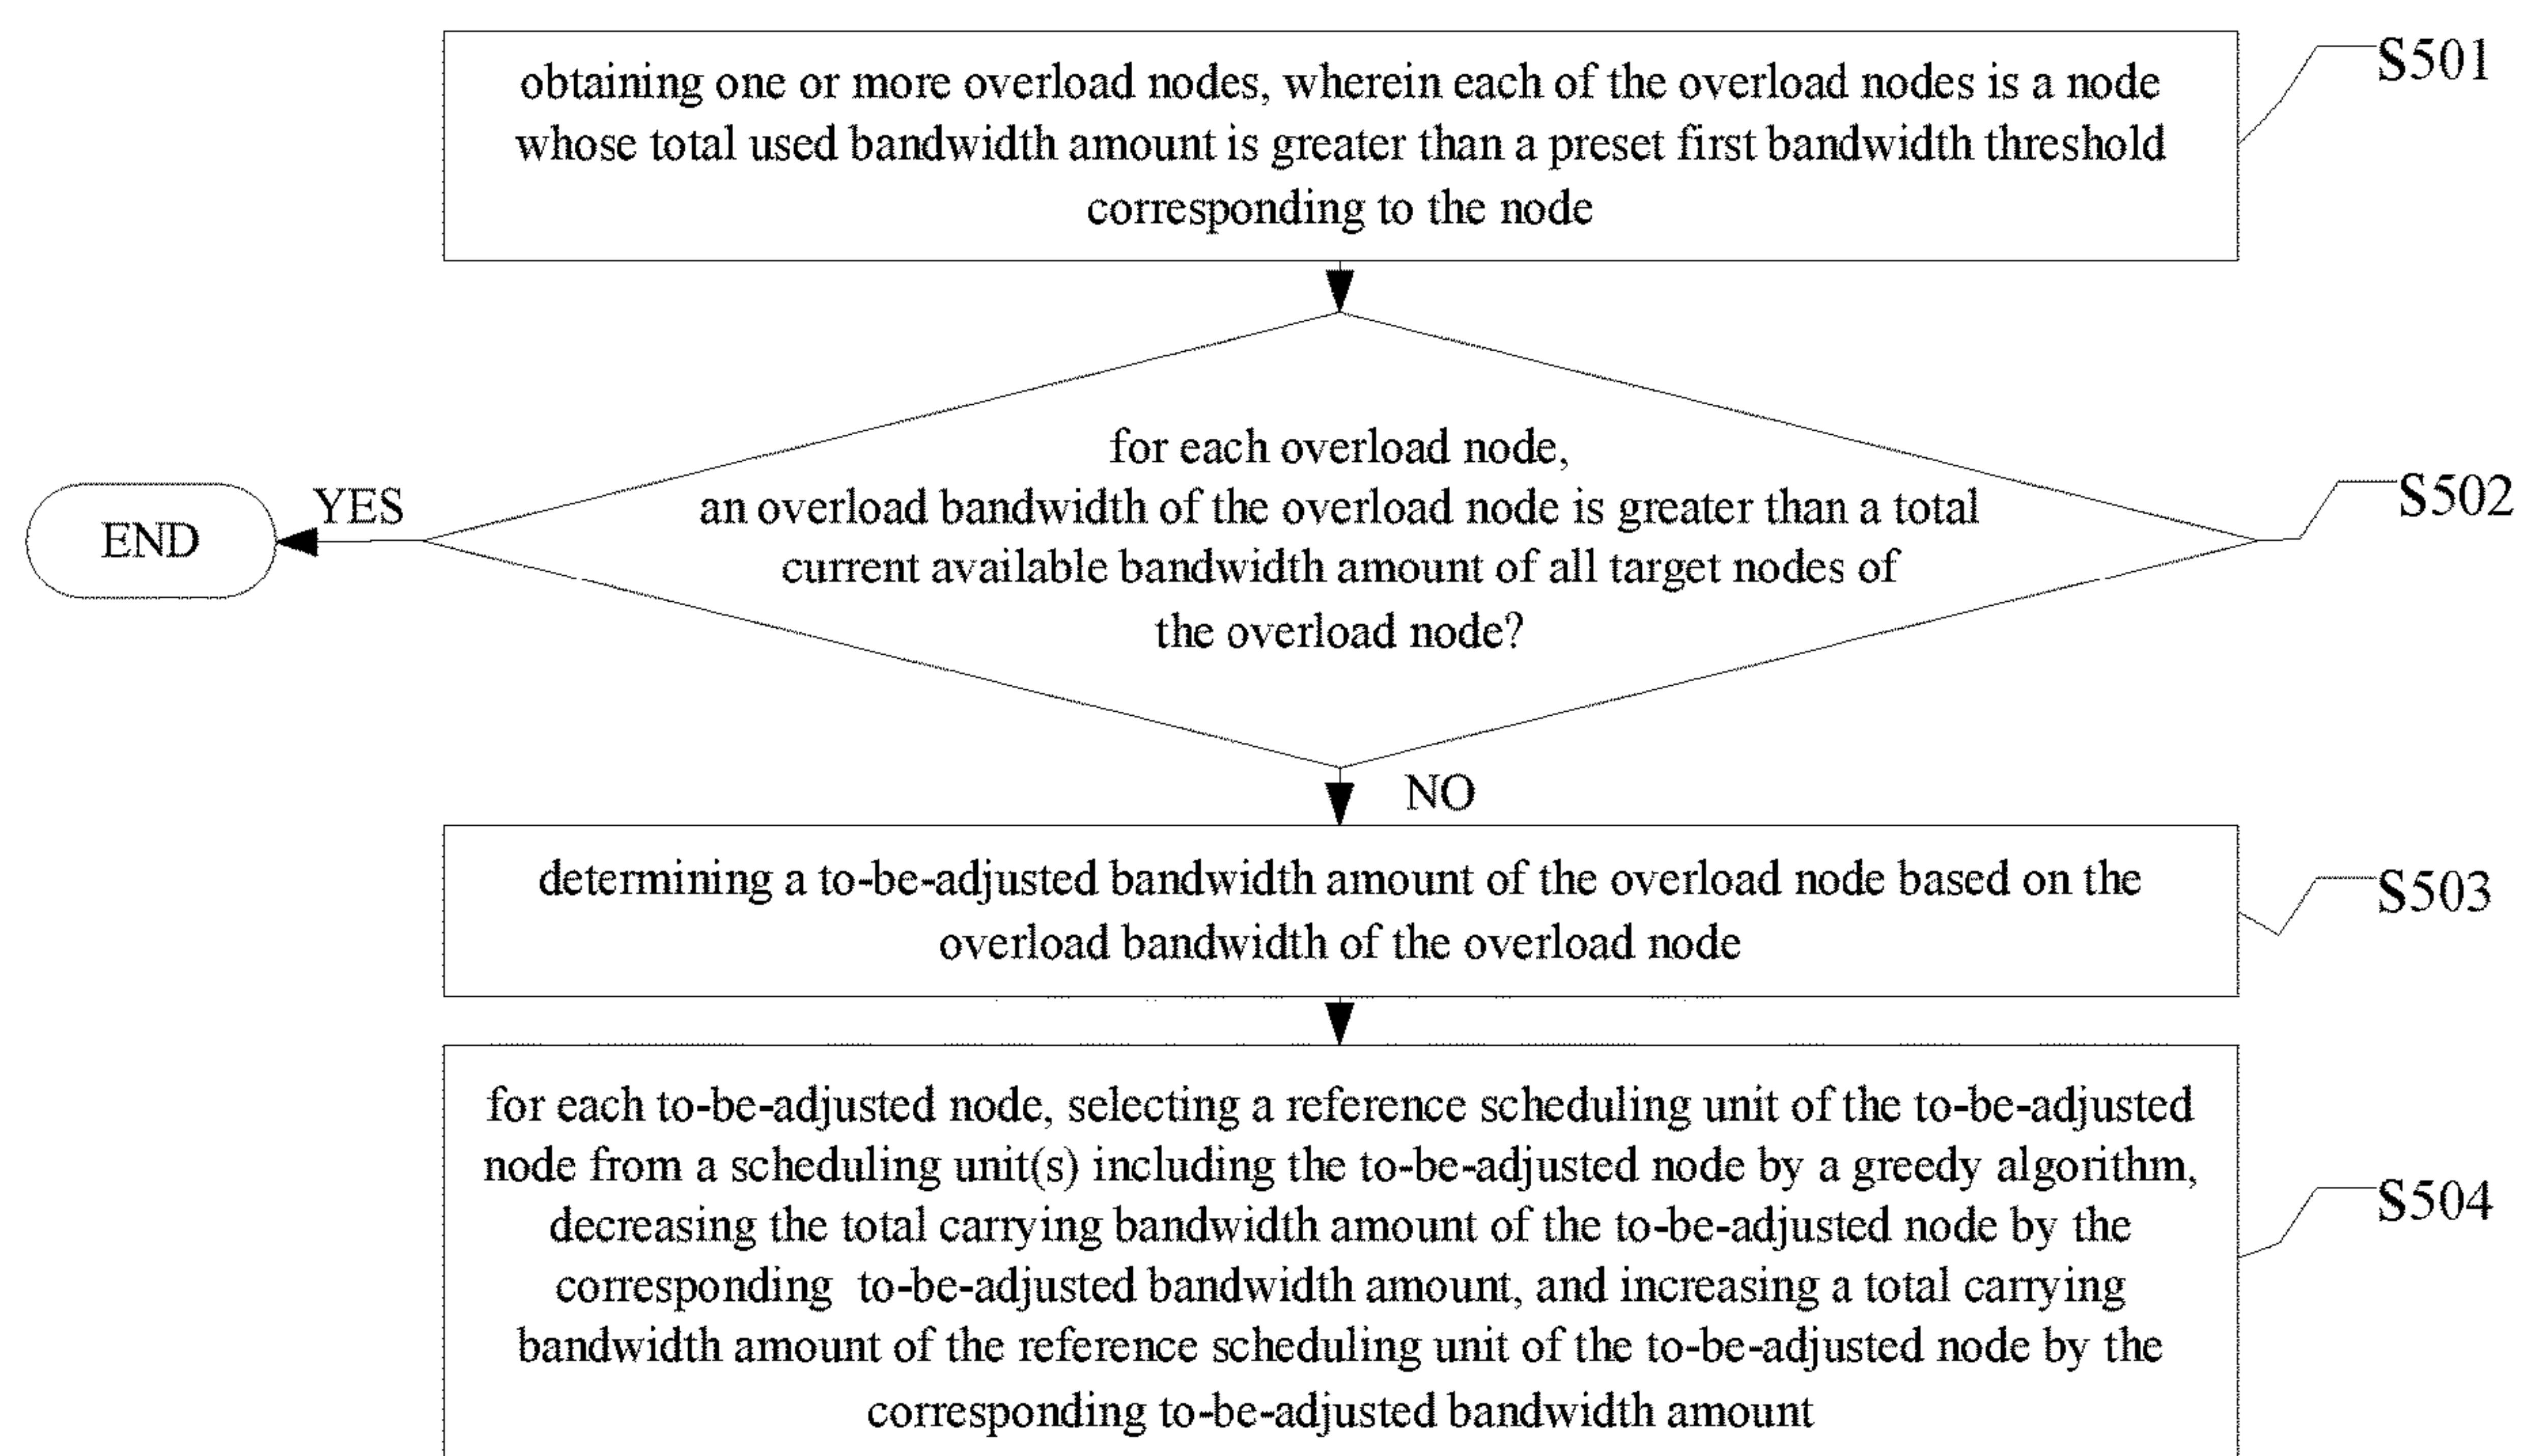 obtaining one or more overload nodes, wherein each of the overload nodes is a node
whose total used bandwidth amount is greater than a preset first bandwidth threshold
corresponding to the node
S501
for each overload node,
an overload bandwidth of the overload node is greater than a total
current available bandwidth amount of all target nodes of
the overload node?
S502
YES
END
NO
determining a to-be-adjusted bandwidth amount of the overload node based on the
overload bandwidth of the overload node
S503
for each to-be-adjusted node, selecting a reference scheduling unit of the to-be-adjusted
node from a scheduling unit(s) including the to-be-adjusted node by a greedy algorithm,
decreasing the total carrying bandwidth amount of the to-be-adjusted node by the
corresponding to-be-adjusted bandwidth amount, and increasing a total carrying
bandwidth amount of the reference scheduling unit of the to-be-adjusted node by the
corresponding to-be-adjusted bandwidth amount
S504